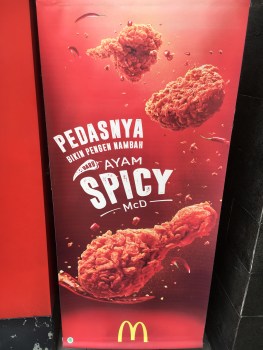 PEDASNYA
BIKIN PENGEN NAMBAH
AYAM
SPICY
McD